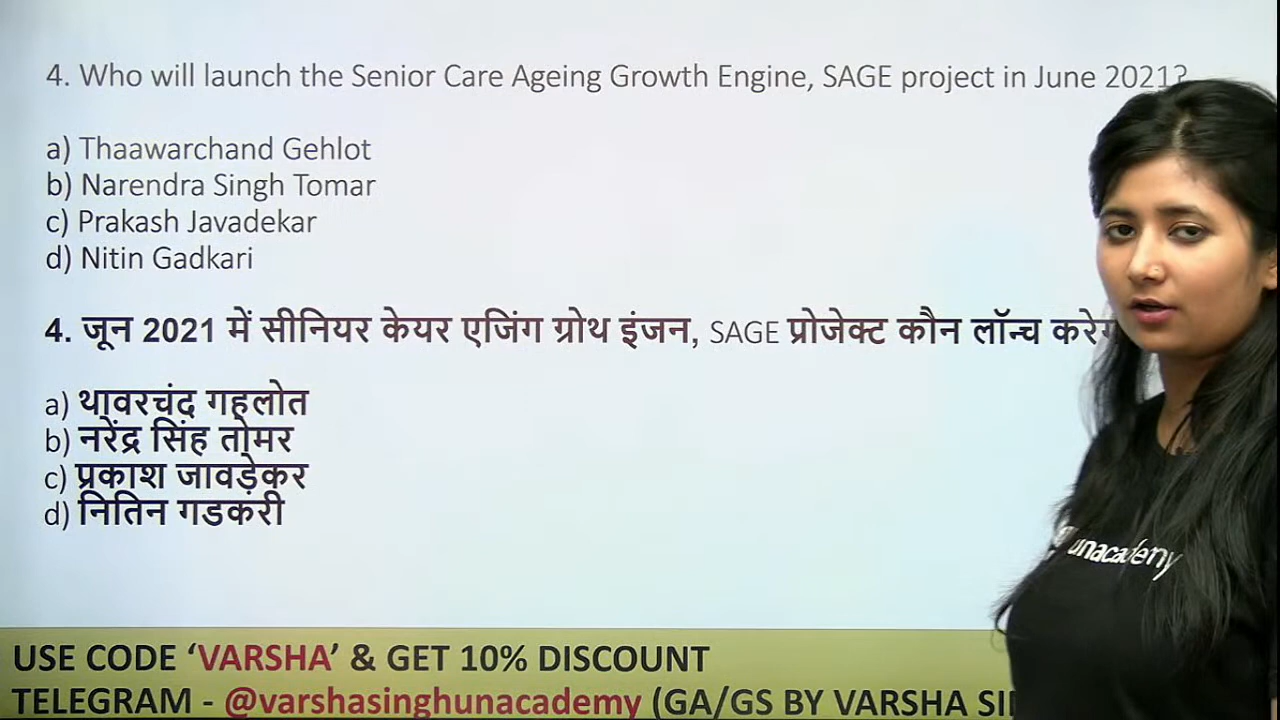 4. Who will launch the Senior Care Ageing Growth Engine, SAGE project in June 2021?
a) Thaawarchand Gehlot
b) Narendra Singh Tomar
c) Prakash Javadekar
d) Nitin Gadkari
4. जून 2021 में सीनियर केयर एजिंग ग्रोथ इंजन, SAGE प्रोजेक्ट कौन लॉन्च
a) थावरचंद गहलोत
b) नरेंद्र सिंह तोमर
c) प्रकाश जावड़ेकर
d) नितिन गडकरी
unacademy
USE CODE ‘VARSHA’ & GET 10% DISCOUNT
TELEGRAM - @varshasinghunacademy (GA/GS BY VARSHA